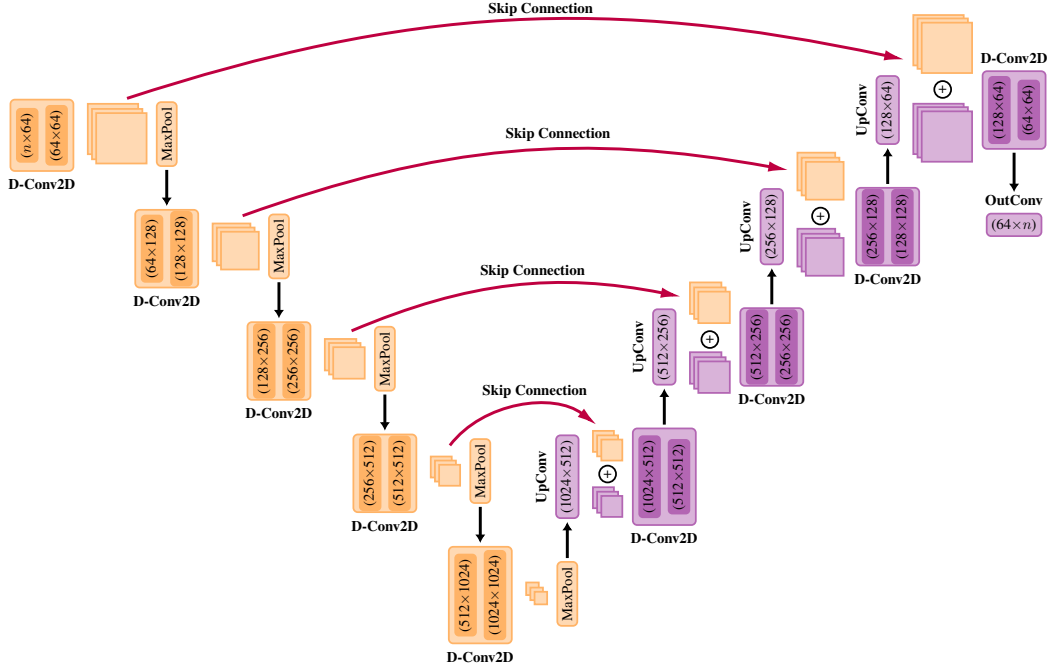 Skip Connection
D-Conv2D
(n×64)
(64×64)
MaxPool
D-Conv2D
UpConv
(128×64)
+
(128×64)
(64×64)
OutConv
(64×n)
Skip Connection
(64×128)
(128×128)
D-Conv2D
MaxPool
UpConv
(256×128)
+
(256×128)
(128×128)
D-Conv2D
Skip Connection
(128×256)
(256×256)
D-Conv2D
MaxPool
UpConv
(512×256)
+
(512×256)
(256×256)
D-Conv2D
Skip Connection
(256×512)
(512×512)
D-Conv2D
MaxPool
UpConv
(1024×512)
+
(1024×512)
(512×512)
D-Conv2D
(512×1024)
(1024×1024)
D-Conv2D
MaxPool